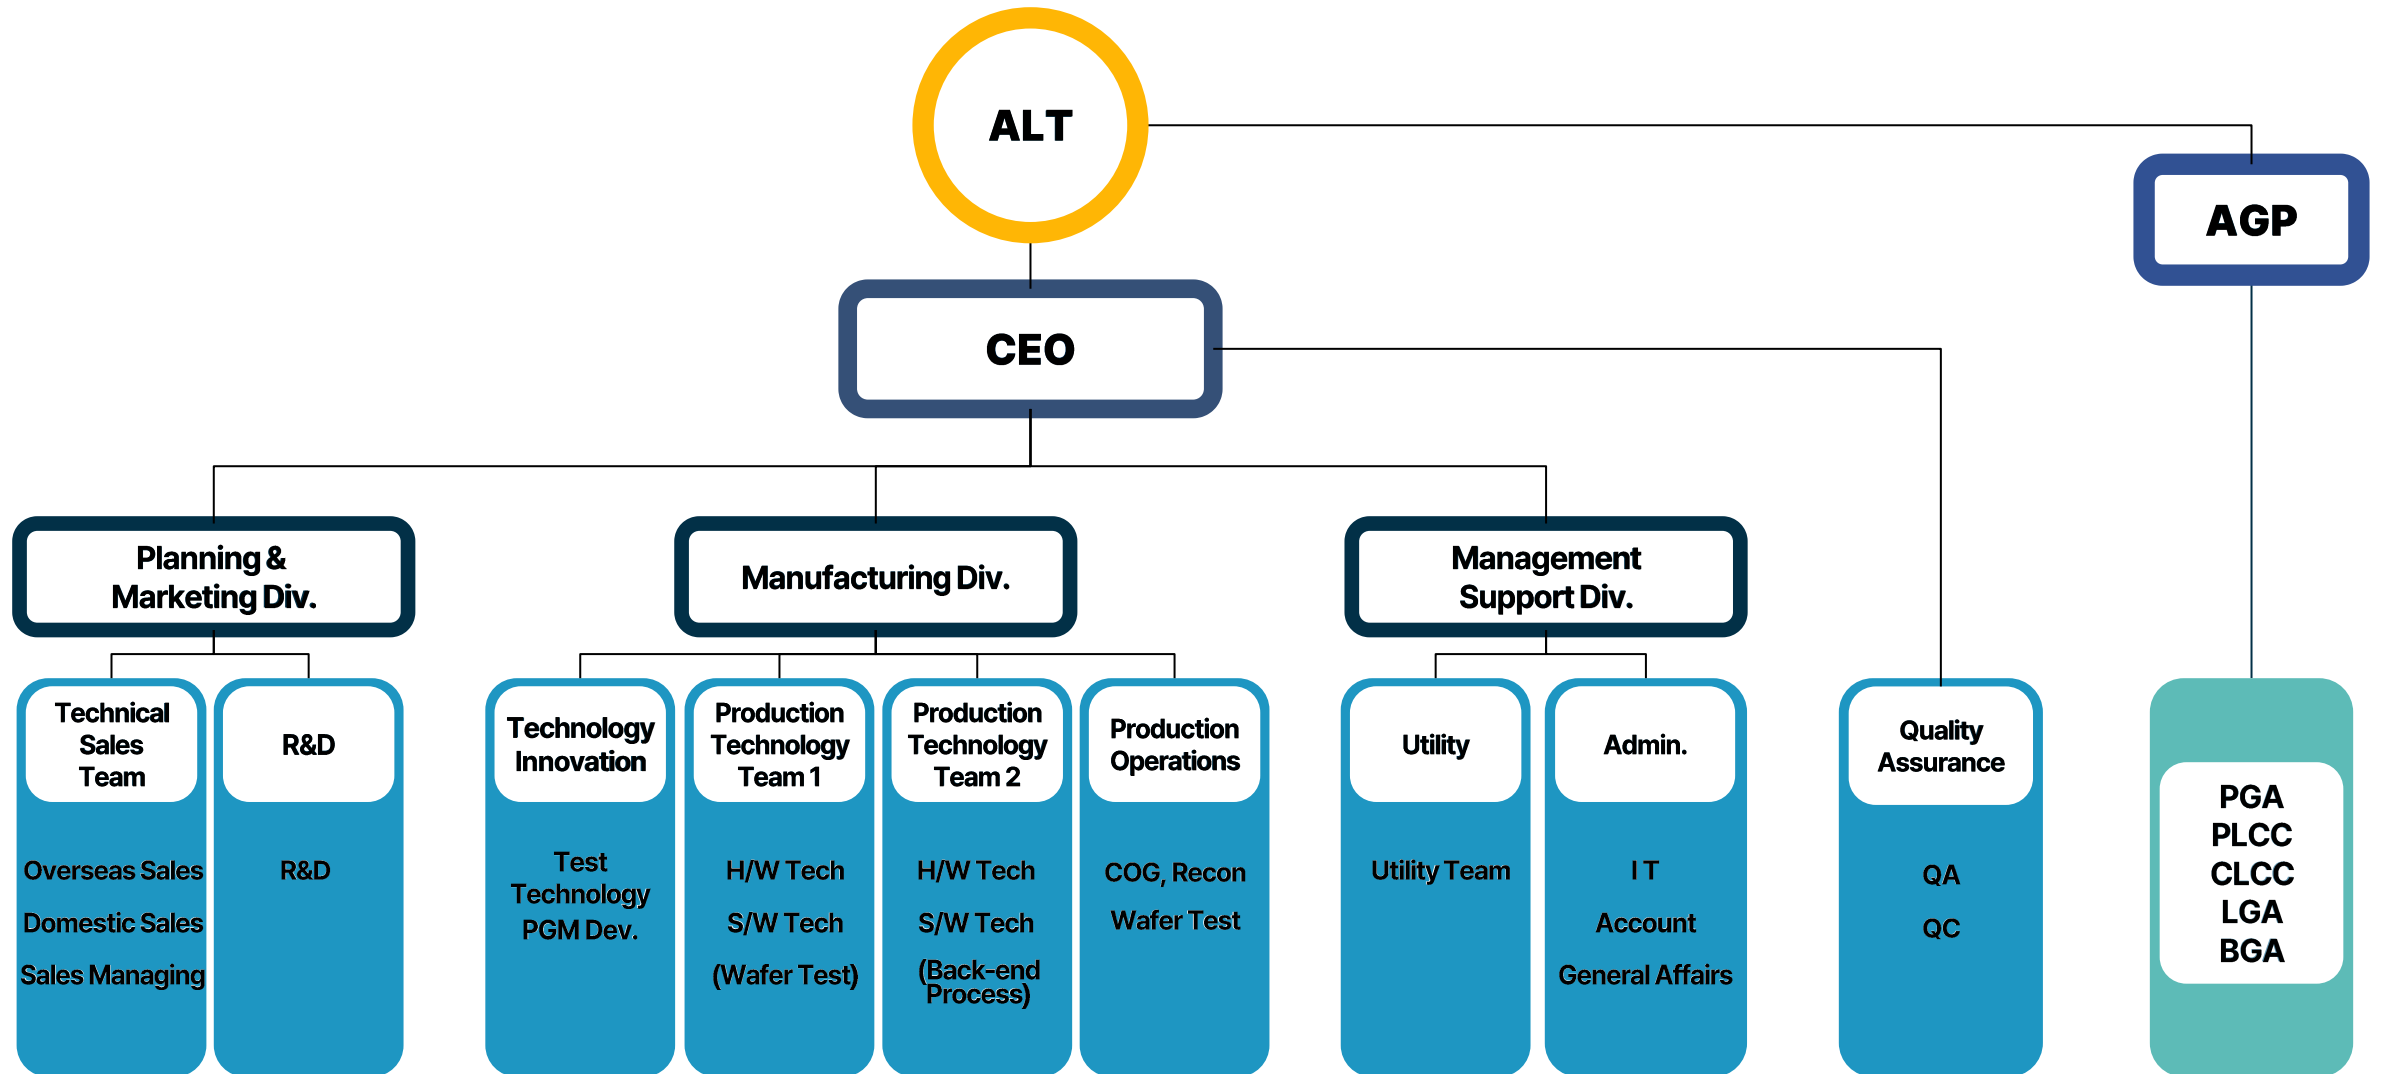 ALT
AGP
CEO
Planning &
Marketing Div.
Manufacturing Div.
Management
Support Div.
Technical
Sales
Team
Overseas Sales
Domestic Sales
Sales Managing
R&D
R&D
Technology
Innovation
Test
Technology
PGM Dev.
Production
Technology
Team 1
H/W Tech
S/W Tech
(Wafer Test)
Production
Technology
Team 2
H/W Tech
S/W Tech
(Back-end
Process)
Production
Operations
COG, Recon
Wafer Test
Utility
Utility Team
Admin.
I T
Account
General Affairs
Quality
Assurance
QA
QC
PGA
PLCC
CLCC
LGA
BGA